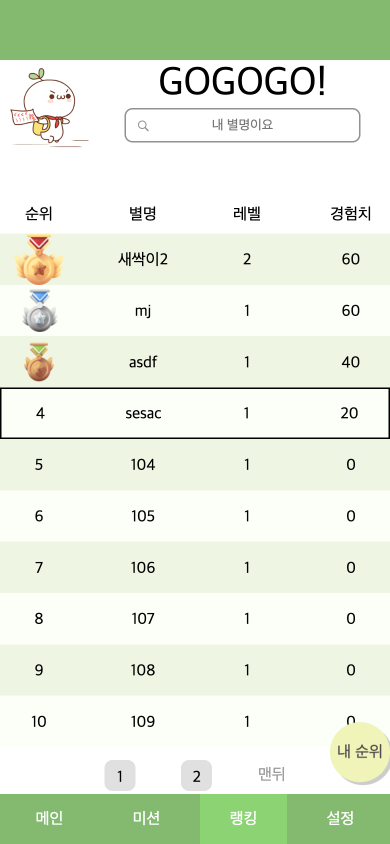 GOGOGO!
내 별명이요
순위 별명 레벨 경험치
새싹이2 2 60
mj 1 60
asdf 1 40
4 sesac 1 20
5 104 1 0
6 105 1 0
7 106 1 0
8 107 1 0
9 108 1 0
10 109 1 0
내 순위
1 2 맨뒤
메인 미션 랭킹 설정